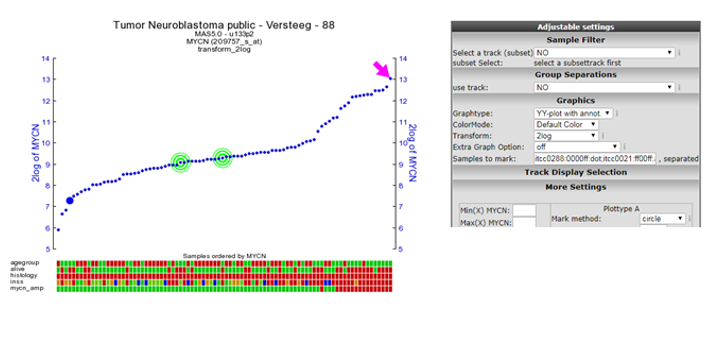 Tumor Neuroblastoma public - Versteeg - 88
MAS5.0 - u133p2
MYCN (209757_s_at)
transform_2log
14 14
13 13
12 12
11 11
10 10
9 9
8 8
7 7
6 6
5 5
2log of MYCN
2log of MYCN
Samples ordered by MYCN
agegroup
alive
histology
inss
mycn_amp
Adjustable settings
Sample Filter
Select a track (subset) NO i
subset Select: select a subsettrack first
Group Separations
use track: NO i
Graphics
Graphtype: YY-plot with annot. i
ColorMode: Default Color
Transform: 2log
Extra Graph Option: off i
Samples to mark: itcc0288:0000ff:dot;itcc0021:ff00ff: , separated
Track Display Selection
More Settings
Min(X) MYCN:
Max(X) MYCN:
Plottype A
Mark method: circle i